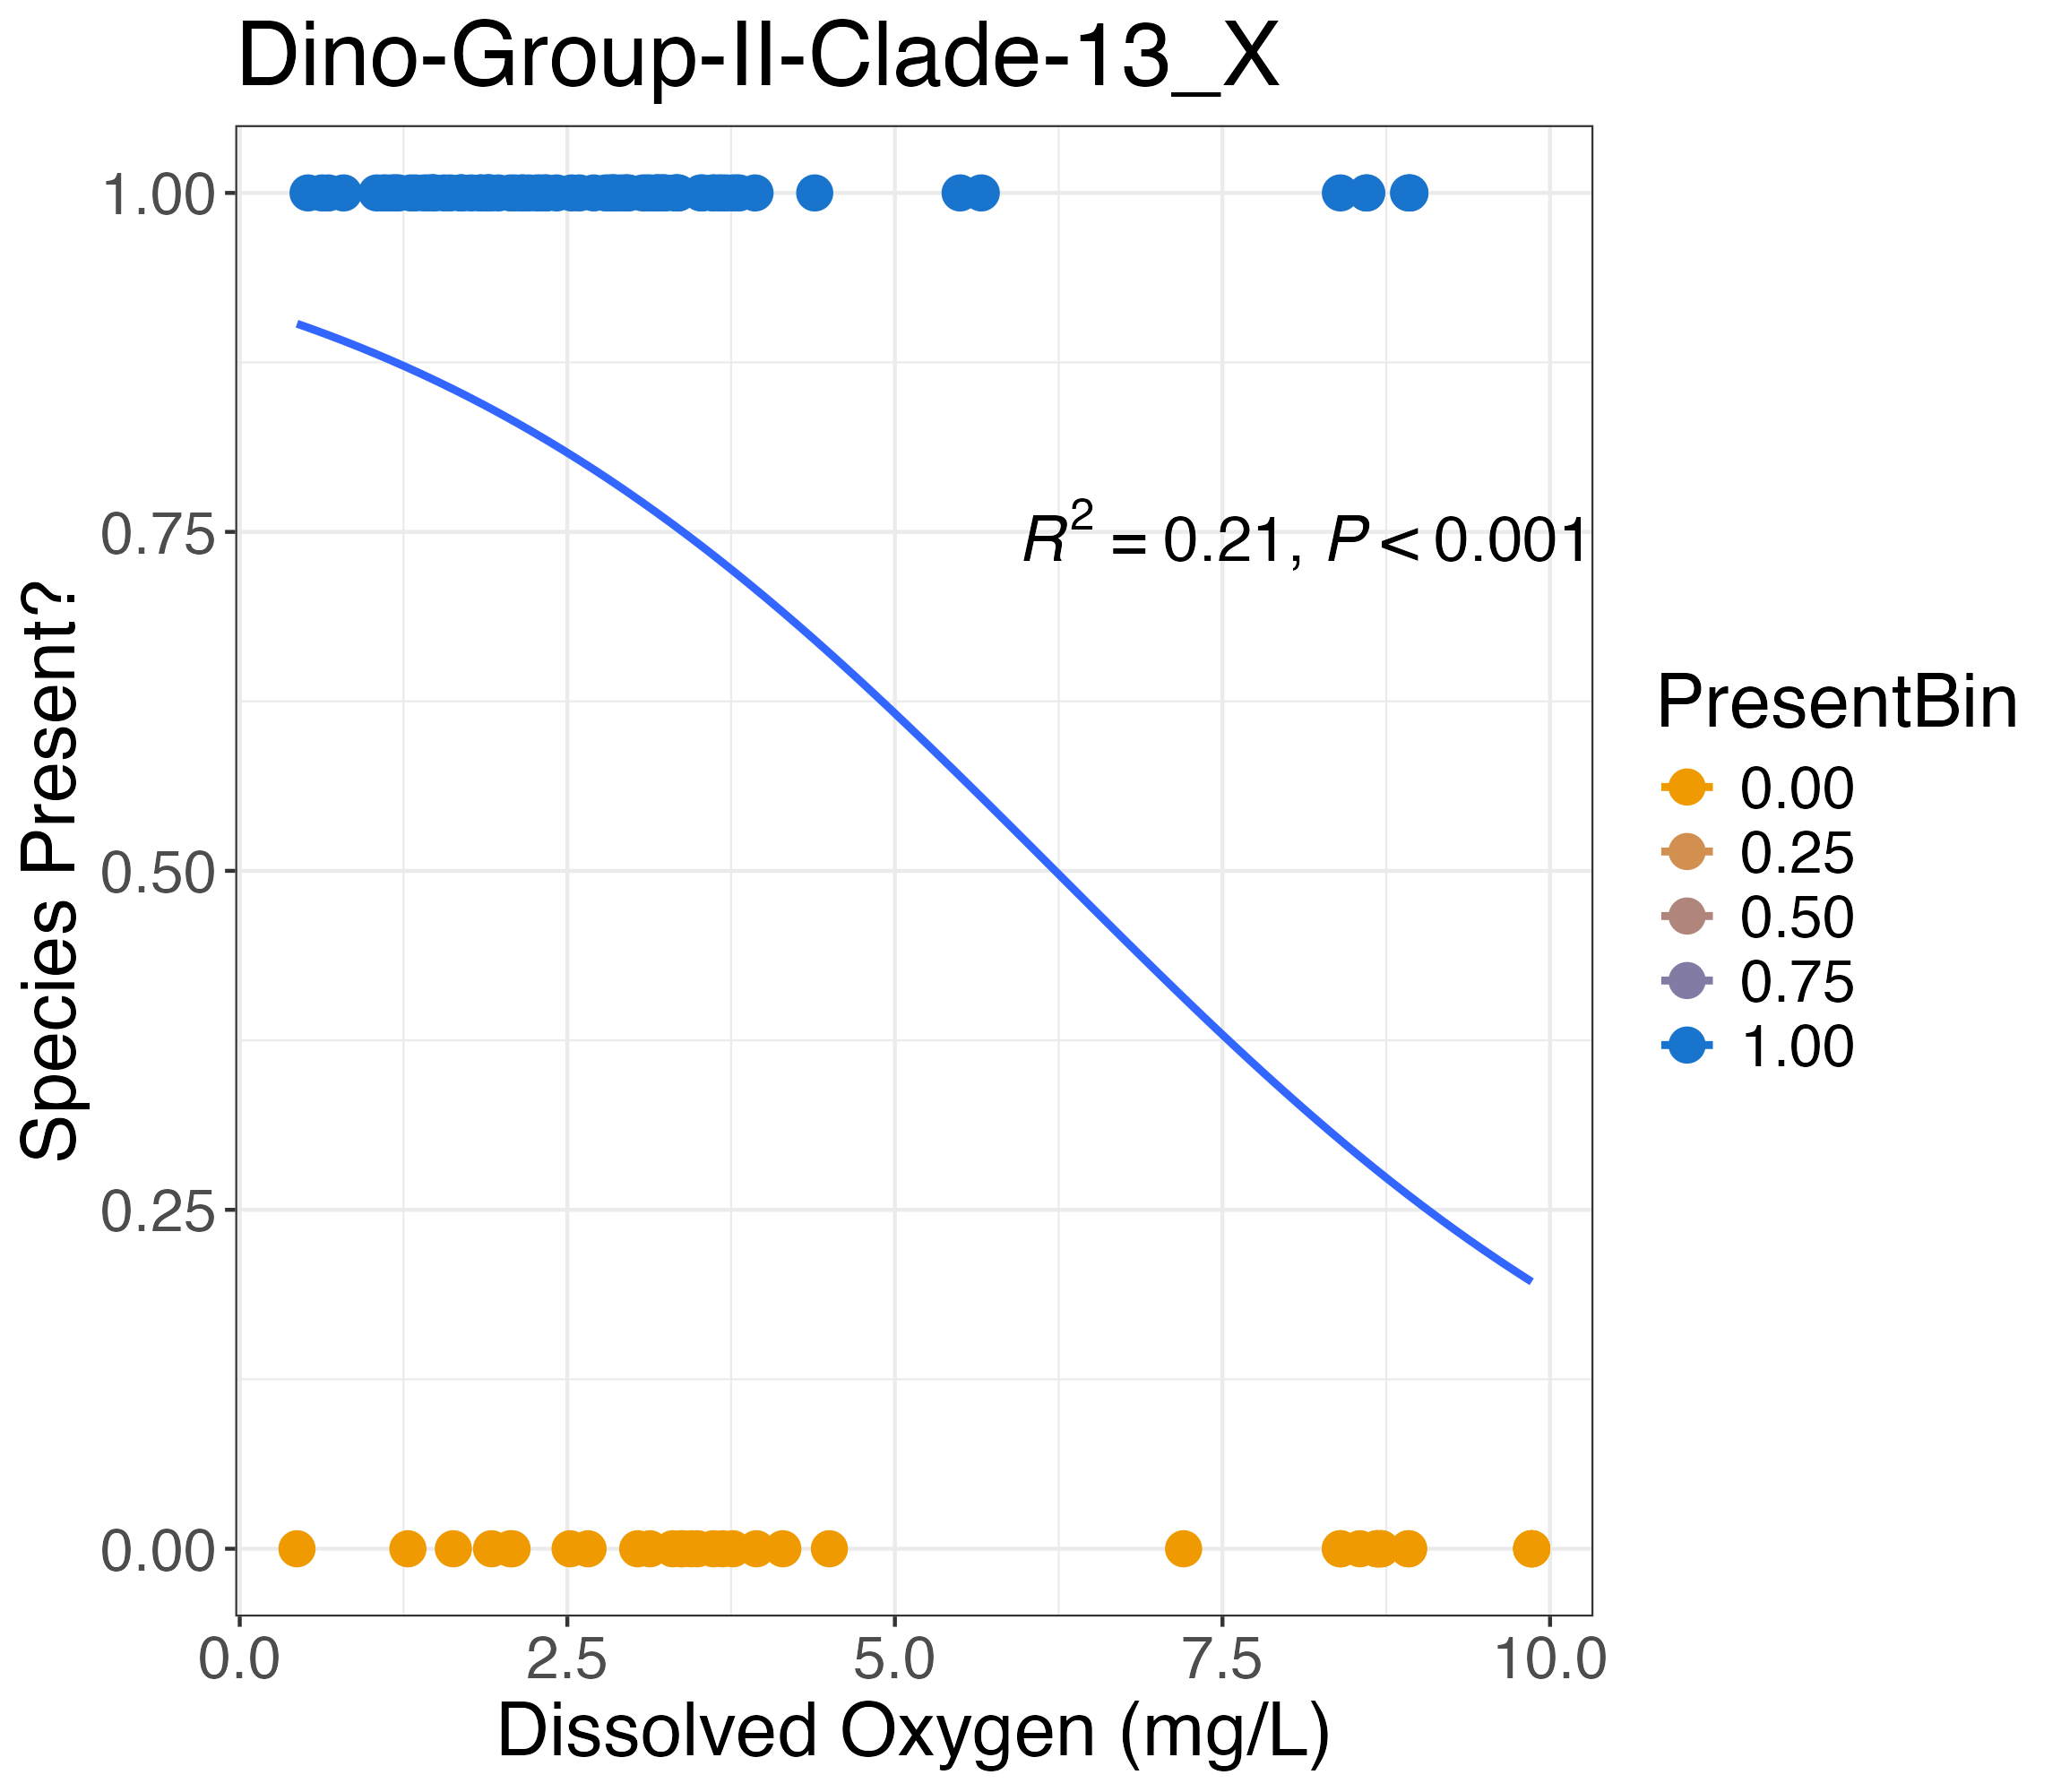 Dino-Group-II-Clade-13_X
1.00
0.75
0.50
0.25
0.00
Species Present?
R² = 0.21, P < 0.001
0.0 2.5 5.0 7.5 10.0
Dissolved Oxygen (mg/L)
PresentBin
0.00
0.25
0.50
0.75
1.00